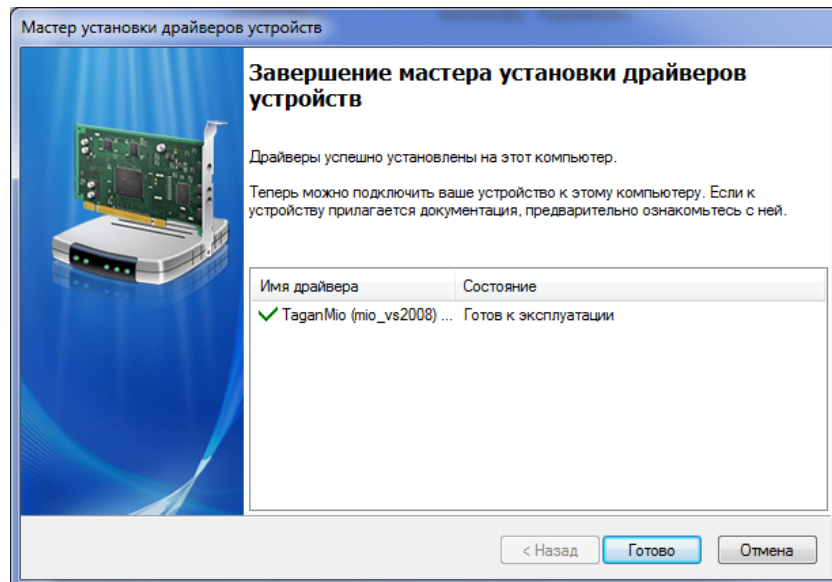 Мастер установки драйверов устройств
Завершение мастера установки драйверов
устройств
Драйверы успешно установлены на этот компьютер.
Теперь можно подключить ваше устройство к этому компьютеру. Если к
устройству прилагается документация, предварительно ознакомьтесь с ней.
Имя драйвера Состояние
TaganMio (mio_vs2008) ... Готов к эксплуатации
< Назад Готово Отмена